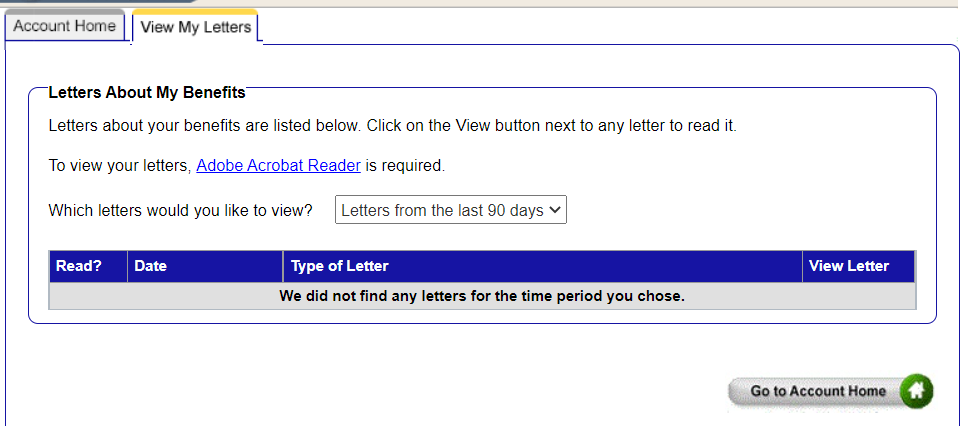 Account Home
View My Letters
Letters About My Benefits
Letters about your benefits are listed below. Click on the View button next to any letter to read it.
To view your letters, Adobe Acrobat Reader is required.
Which letters would you like to view? Letters from the last 90 days
Read? Date Type of Letter View Letter
We did not find any letters for the time period you chose.
Go to Account Home